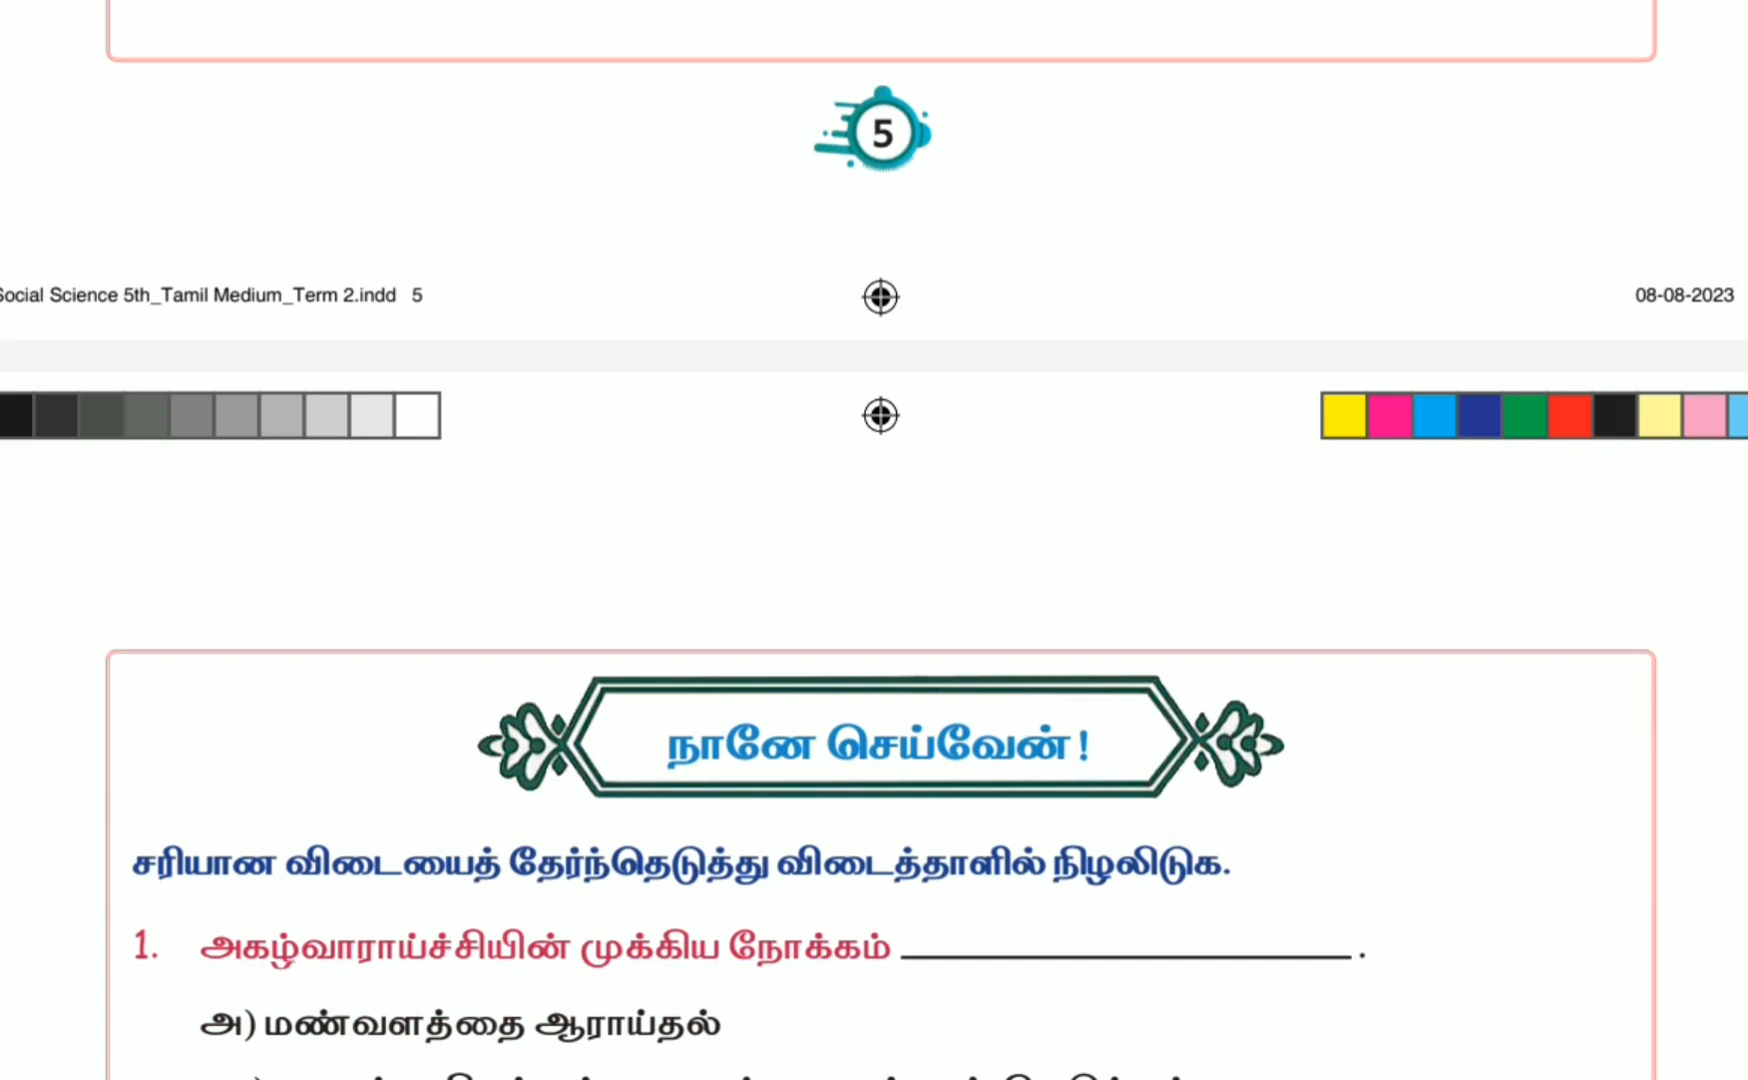 5
Social Science 5th_Tamil Medium_Term 2.indd 5
08-08-2023
நானே செய்வேன் !
சரியான விடையைத் தேர்ந்தெடுத்து விடைத்தாளில் நிழலிடுக.
1. அகழ்வாராய்ச்சியின் முக்கிய நோக்கம் ____________________ .
அ) மண்வளத்தை ஆராய்தல்